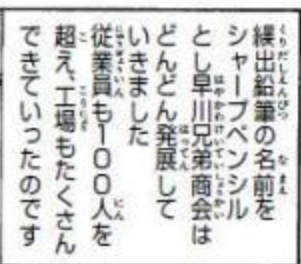 繰出鉛筆の名前を
シャープペンシル
とし早川兄弟商会は
どんどん発展して
いきました
従業員も100人を
超え、工場もたくさん
できていったのです